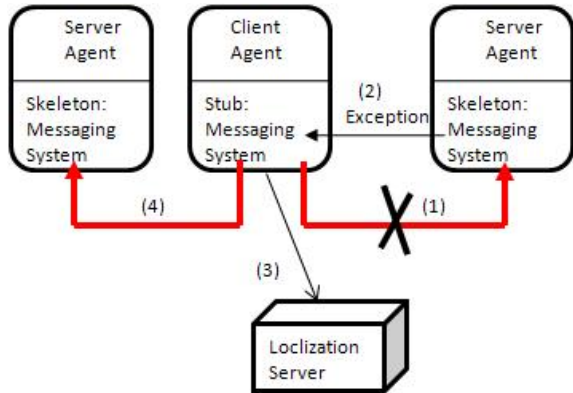 Server
Agent
Skeleton:
Messaging
System
Client
Agent
Stub:
Messaging
System
Server
Agent
Skeleton:
Messaging
System
(2)
Exception
(4)
(1)
(3)
Loclization
Server